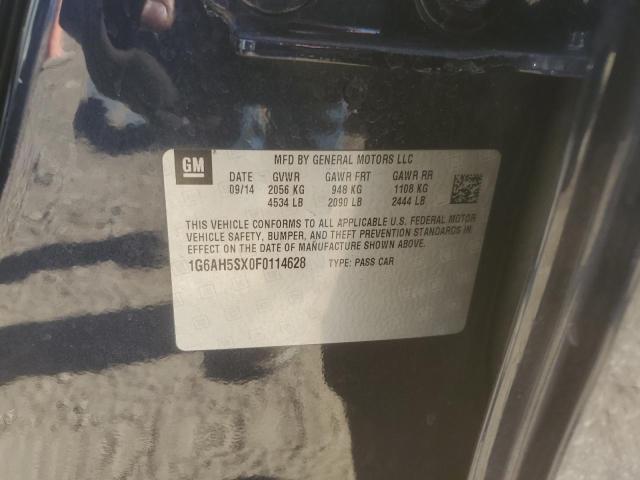 GM
MFD BY GENERAL MOTORS LLC
DATE GVWR GAWR FRT GAWR RR
09/14 2056 KG 948 KG 1108 KG
4534 LB 2090 LB 2444 LB
THIS VEHICLE CONFORMS TO ALL APPLICABLE U.S. FEDERAL MOTOR
VEHICLE SAFETY, BUMPER, AND THEFT PREVENTION STANDARDS IN
EFFECT ON THE DATE OF MANUFACTURE SHOWN ABOVE.
1G6AH5SX0F0114628 TYPE: PASS CAR